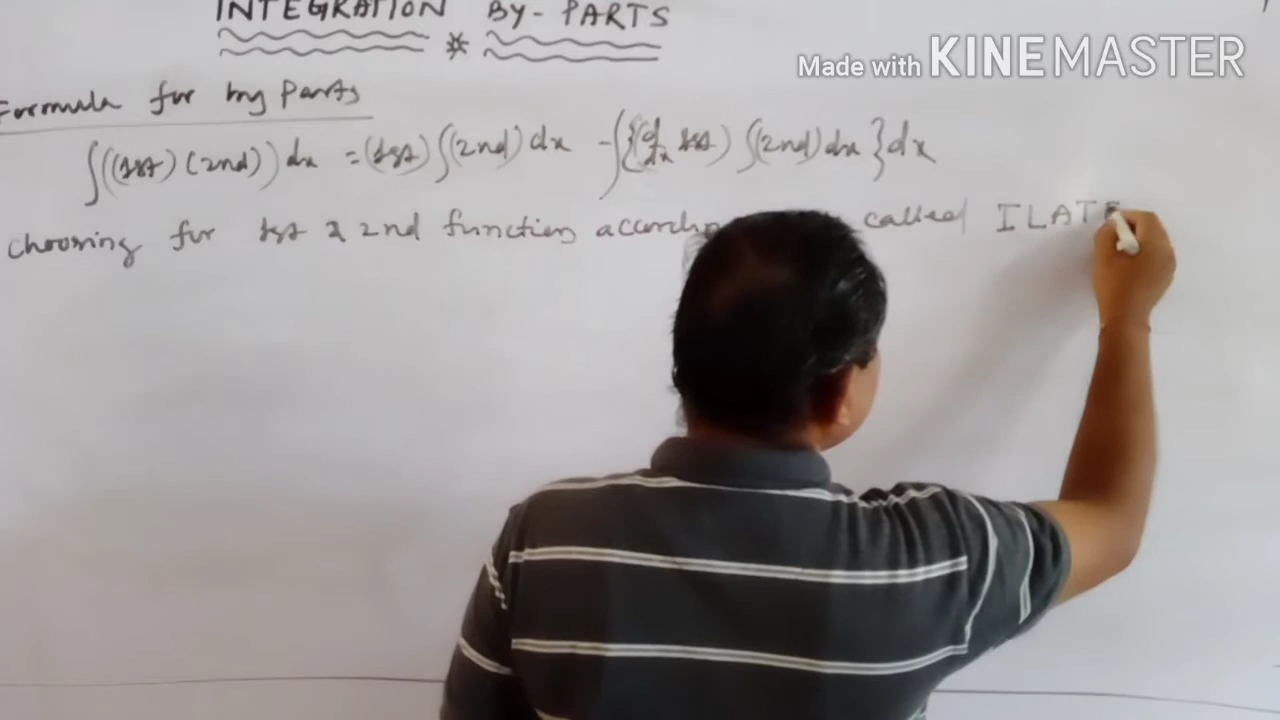 INTEGRATION BY-PARTS
Made with KINEMASTER
Formula for by Parts
∫((1st)(2nd))dx = (1st)∫(2nd)dx - ∫{(d/dx 1st)∫(2nd)dx}dx
choosing for 1st & 2nd function called ILATE